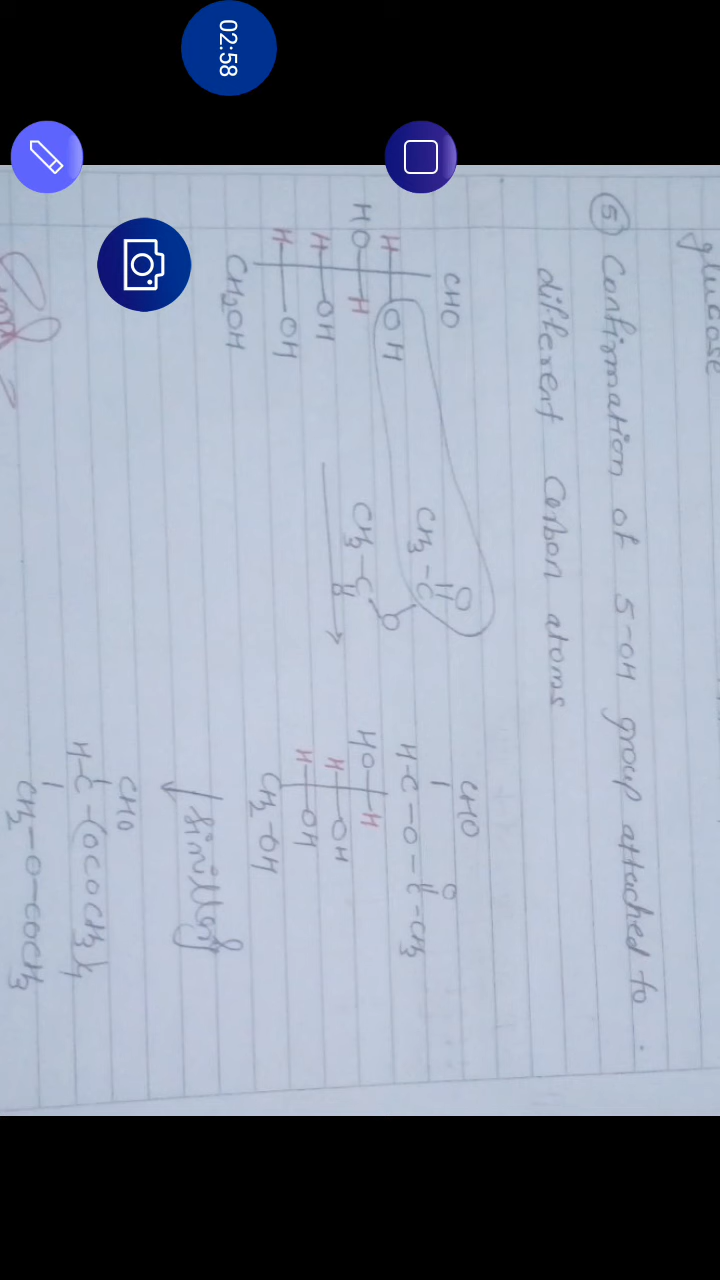 02:58
glucose
⑤ Confirmation of 5-OH group attached to
different Carbon atoms
CHO
H OH
HO H
H OH
H OH
CH2OH
O
CH3-C
O
CH3-C
O
CHO
O
H-C-O-C-CH3
HO H
H OH
H OH
CH2-OH
CHO
H-C-(OCOCH3)4
CH2-O-COCH3